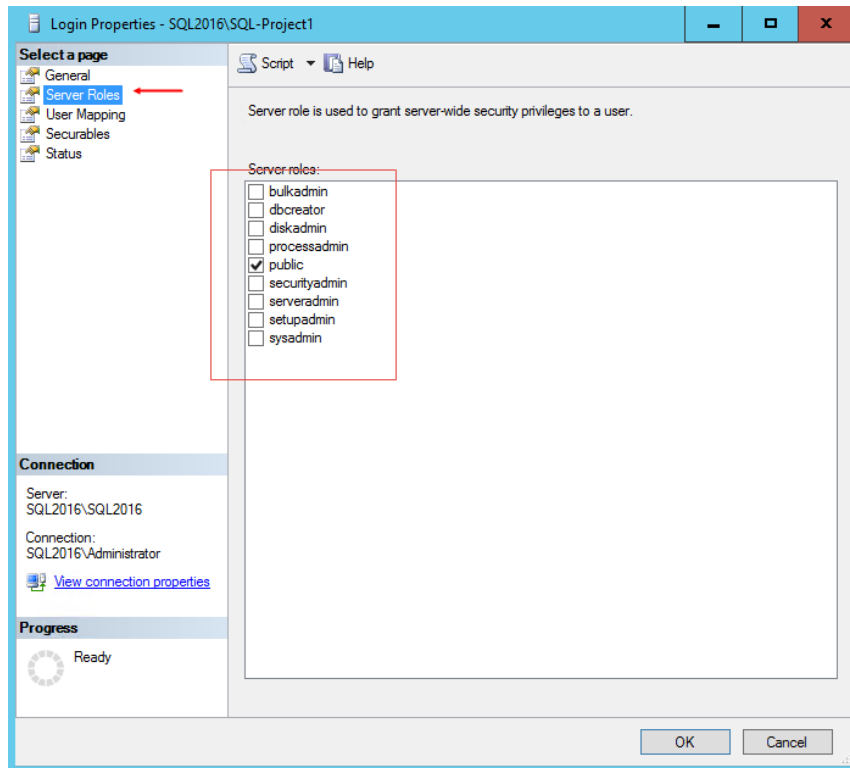 Login Properties - SQL2016\SQL-Project1
Select a page
General
Server Roles
User Mapping
Securables
Status
Script
Help
Server role is used to grant server-wide security privileges to a user.
Server roles:
bulkadmin
dbcreator
diskadmin
processadmin
public
securityadmin
serveradmin
setupadmin
sysadmin
Connection
Server:
SQL2016\SQL2016
Connection:
SQL2016\Administrator
View connection properties
Progress
Ready
OK
Cancel